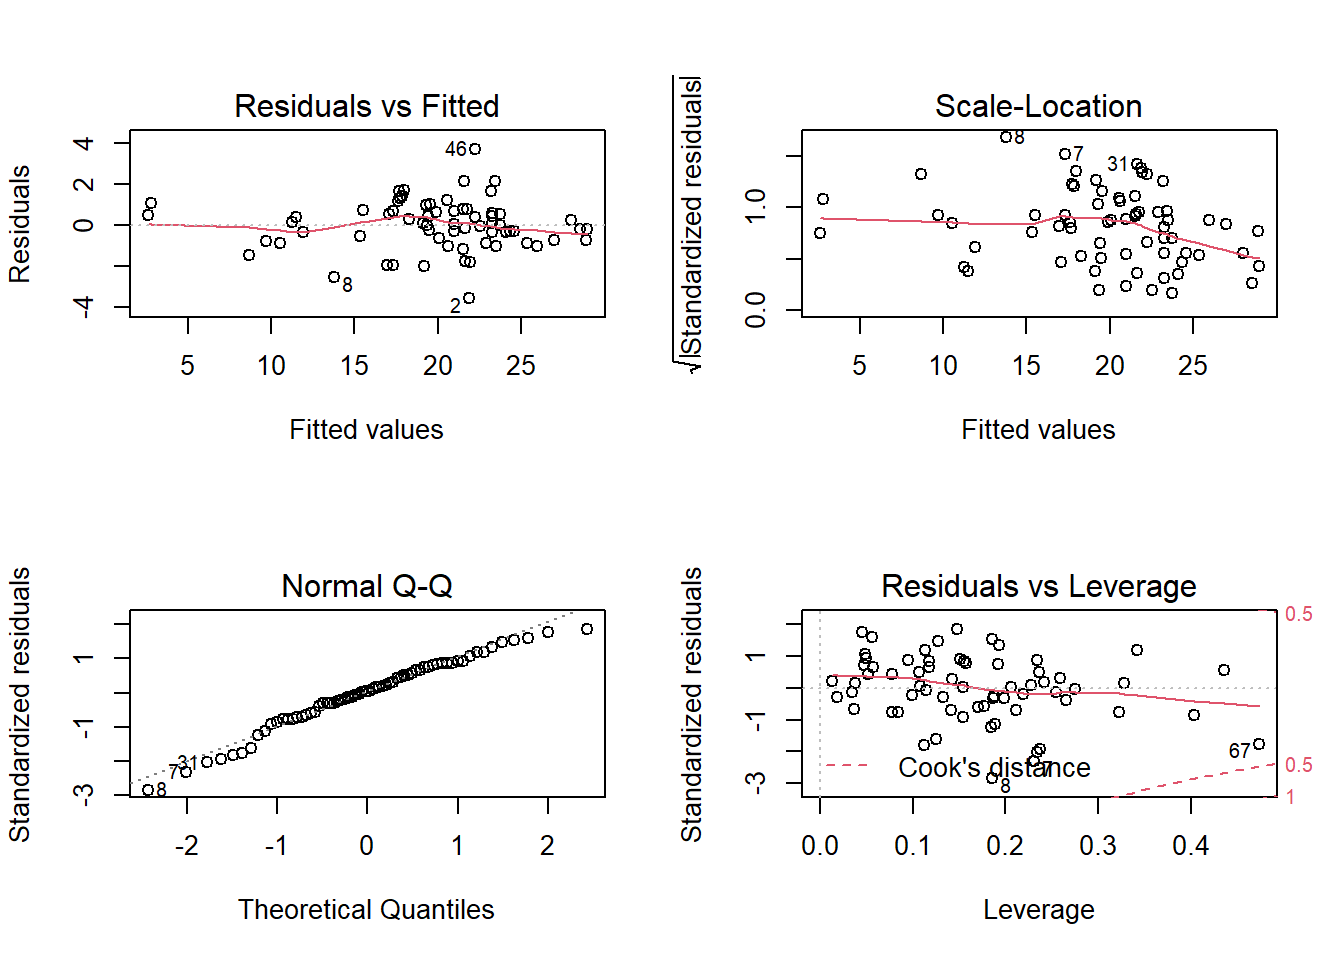 Residuals vs Fitted
Residuals
4
2
0
-4
46
8
2
5 10 15 20 25
Fitted values
Scale-Location
√|Standardized residuals|
1.0
0.0
8
7
31
5 10 15 20 25
Fitted values
Normal Q-Q
Standardized residuals
1
-1
-3
31
7
8
-2 -1 0 1 2
Theoretical Quantiles
Residuals vs Leverage
Standardized residuals
1
-1
-3
0.5
67
Cook's distance
7
0.5
8
1
0.0 0.1 0.2 0.3 0.4
Leverage